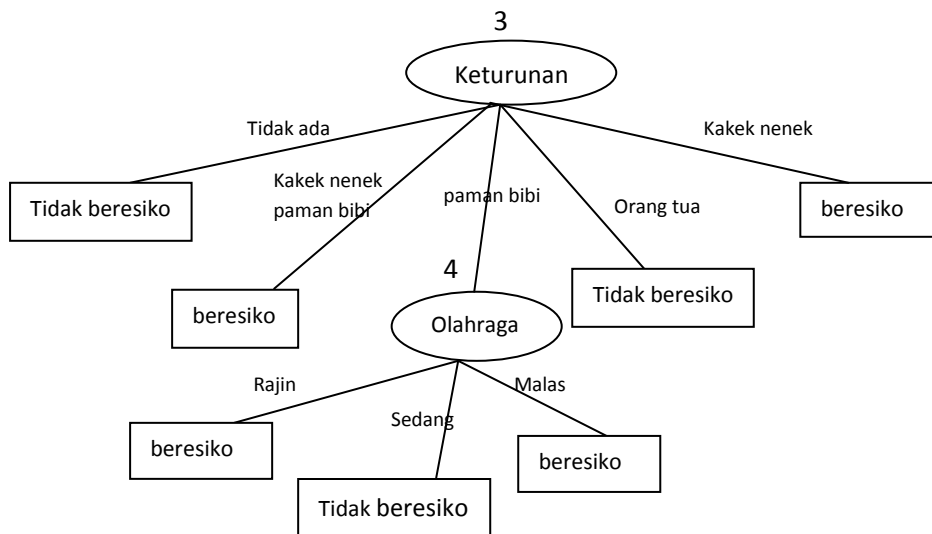 3
Keturunan
Tidak ada
Kakek nenek
Kakek nenek
paman bibi
paman bibi
Orang tua
Tidak beresiko
beresiko
4
Tidak beresiko
beresiko
Olahraga
Rajin
Malas
Sedang
beresiko
beresiko
Tidak beresiko